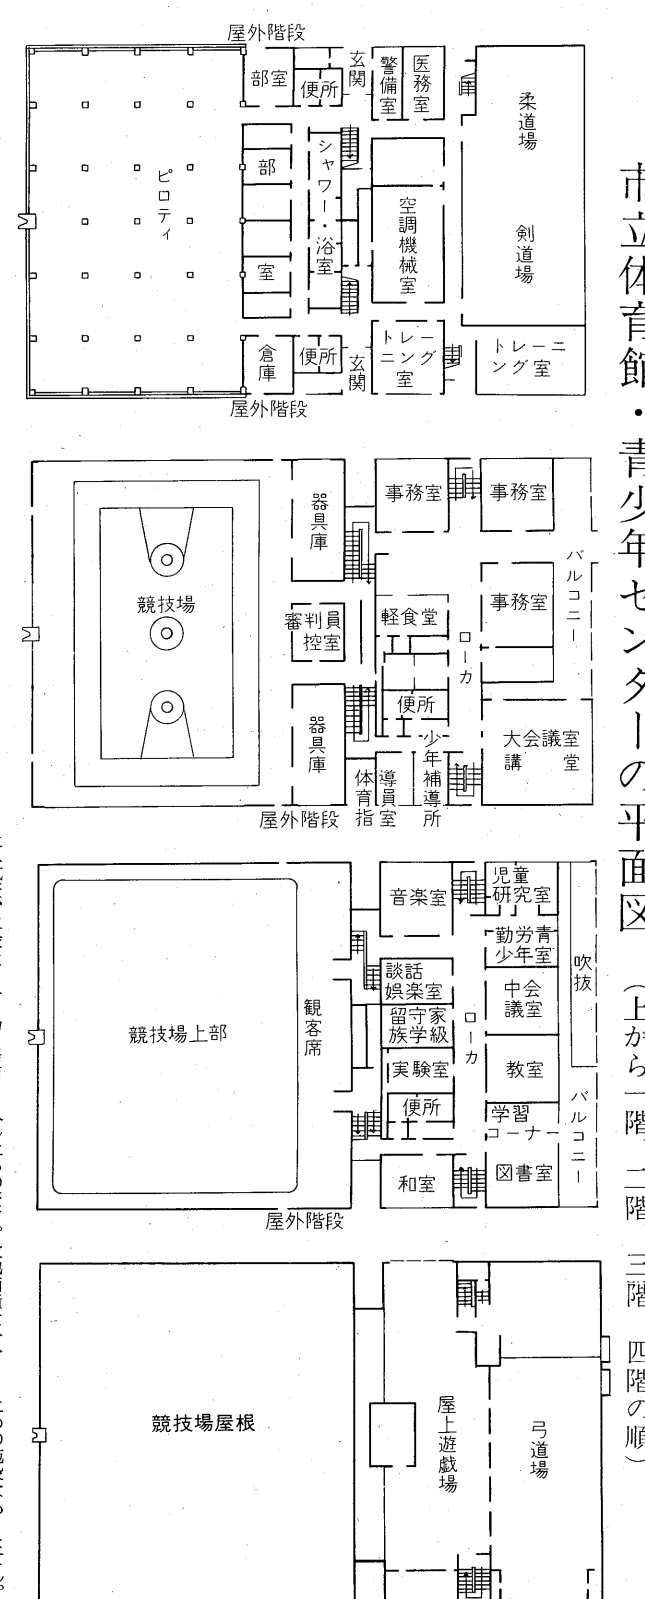 市立体育館・青少年センターの平面図
（上から一階、二階、三階、四階の順）
屋外階段
部室
便所
玄関
警備室
医務室
柔道場
剣道場
ピロティ
部室
シャワー・浴室
空調機械室
倉庫
便所
玄関
トレーニング室
トレーニング室
屋外階段
器具庫
事務室
事務室
競技場
審判員控室
軽食堂
事務室
ローカ
バルコニー
便所
器具庫
体育指導員室
少年補導所
大会議室
講堂
屋外階段
音楽室
児童研究室
勤労青少年室
吹抜
談話娯楽室
中会議室
競技場上部
観客席
留守家族学級
ローカ
実験室
教室
便所
学習コーナー
バルコニー
和室
図書室
屋外階段
競技場屋根
屋上遊戯場
弓道場